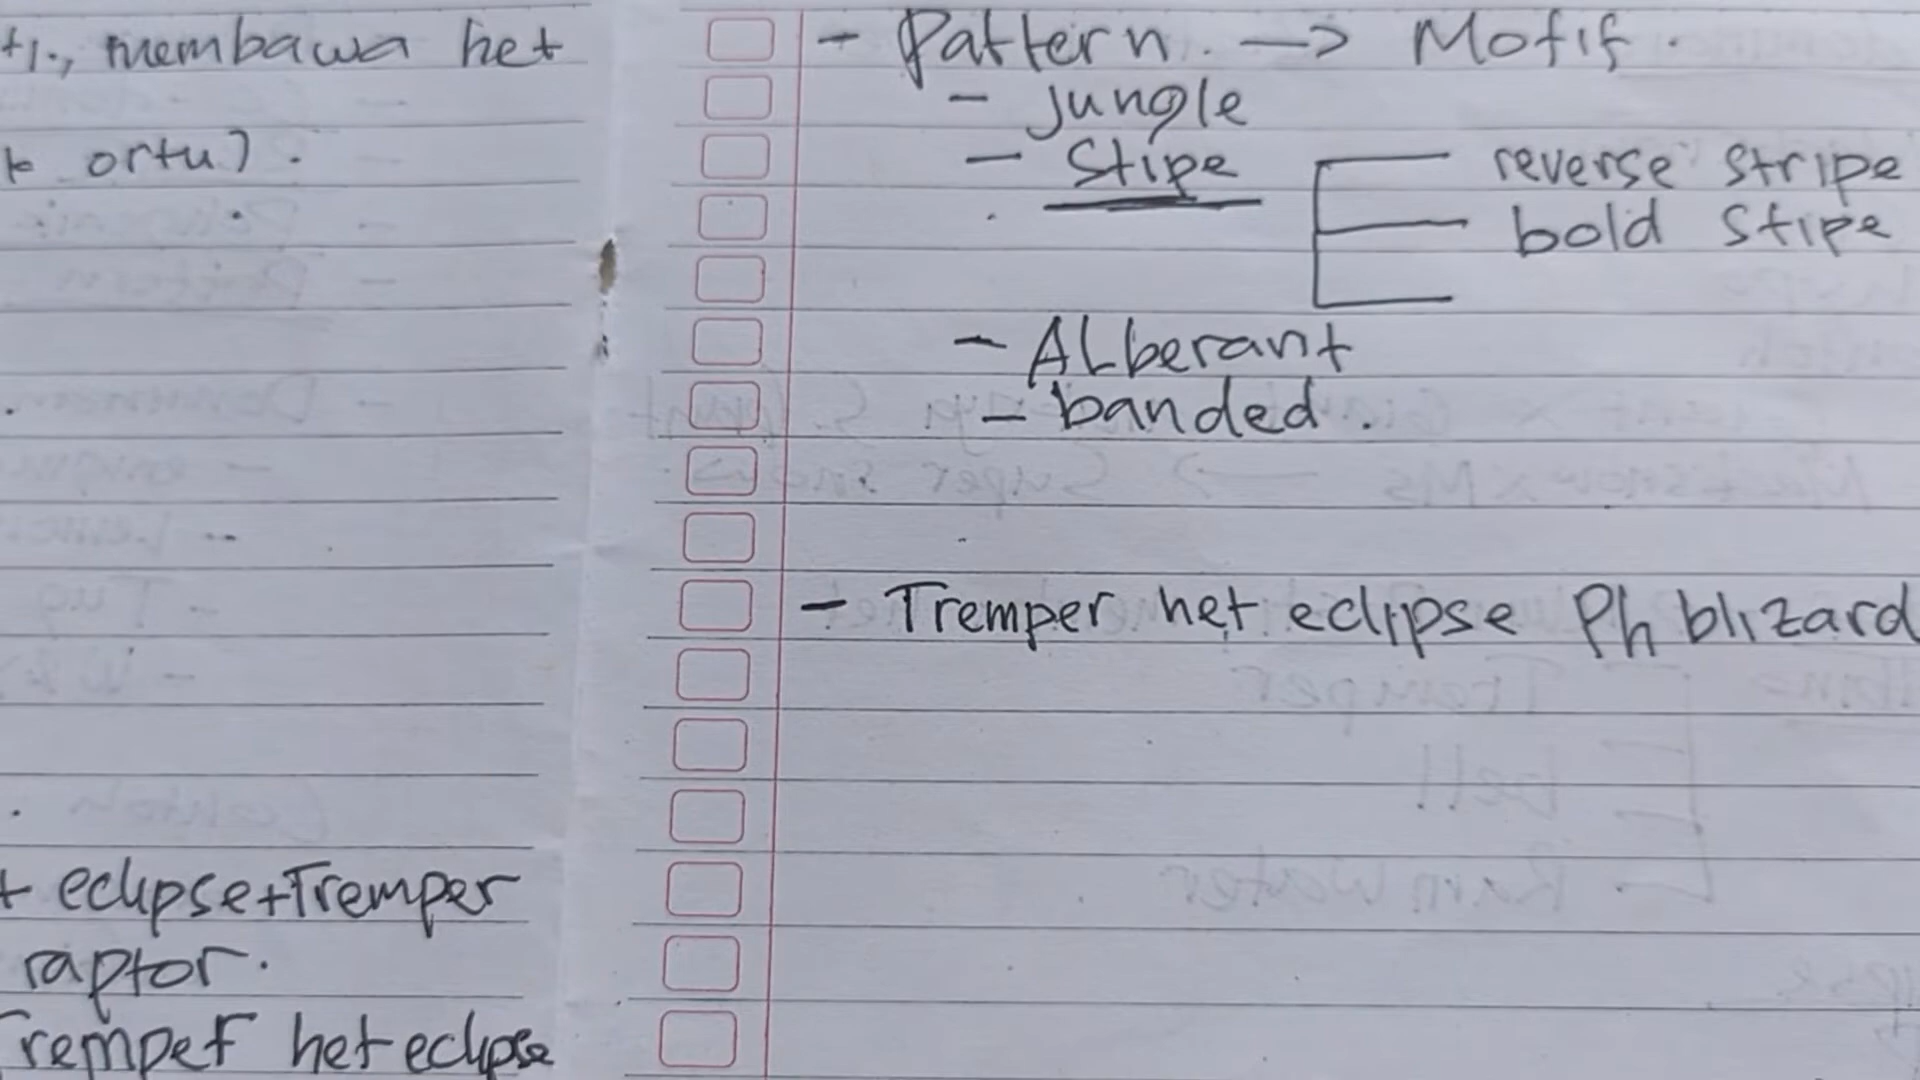 membawa het
ortu).
eclipse+Tremper
raptor.
Tremper het eclipse
- Pattern. -> Motif.
- jungle
- Stipe
reverse stripe
bold Stipe
- ALberant
- banded.
- Tremper het eclipse Ph blizard